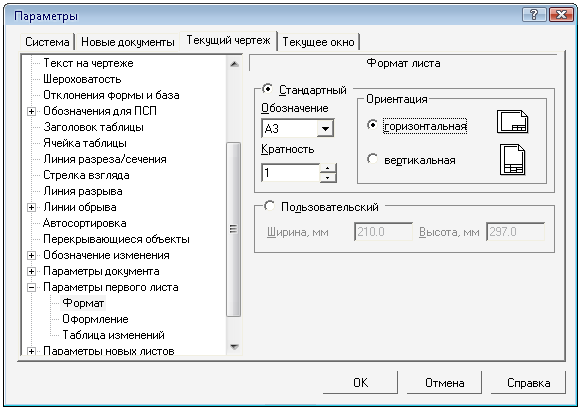 Параметры
Система
Новые документы
Текущий чертеж
Текущее окно
Текст на чертеже
Шероховатость
Отклонения формы и база
Обозначения для ПСП
Заголовок таблицы
Ячейка таблицы
Линия разреза/сечения
Стрелка взгляда
Линия разрыва
Линии обрыва
Автосортировка
Перекрывающиеся объекты
Обозначение изменения
Параметры документа
Параметры первого листа
Формат
Оформление
Таблица изменений
Параметры новых листов
Формат листа
Стандартный
Обозначение
А3
Кратность
1
Ориентация
горизонтальная
вертикальная
Пользовательский
Ширина, мм 210.0 Высота, мм 297.0
OK Отмена Справка